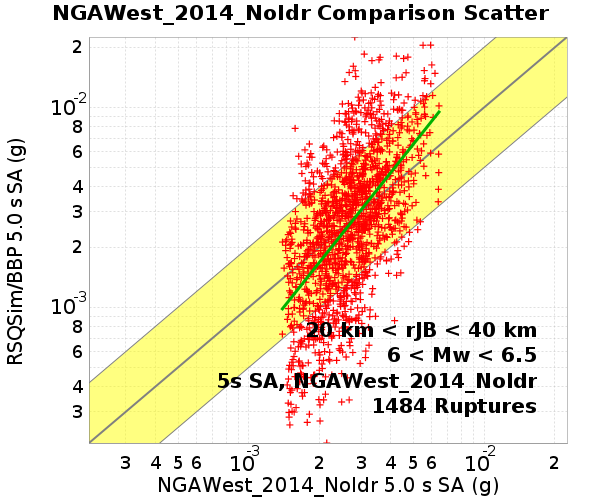 NGAWest_2014_NoIdr Comparison Scatter
RSQSim/BBP 5.0 s SA (g)
2
10-2
8
6
4
3
2
10-3
8
6
4
3
20 km < rJB < 40 km
6 < Mw < 6.5
5s SA, NGAWest_2014_NoIdr
1484 Ruptures
3 4 5 6 10-3 2 3 4 5 6 10-2 2
NGAWest_2014_NoIdr 5.0 s SA (g)